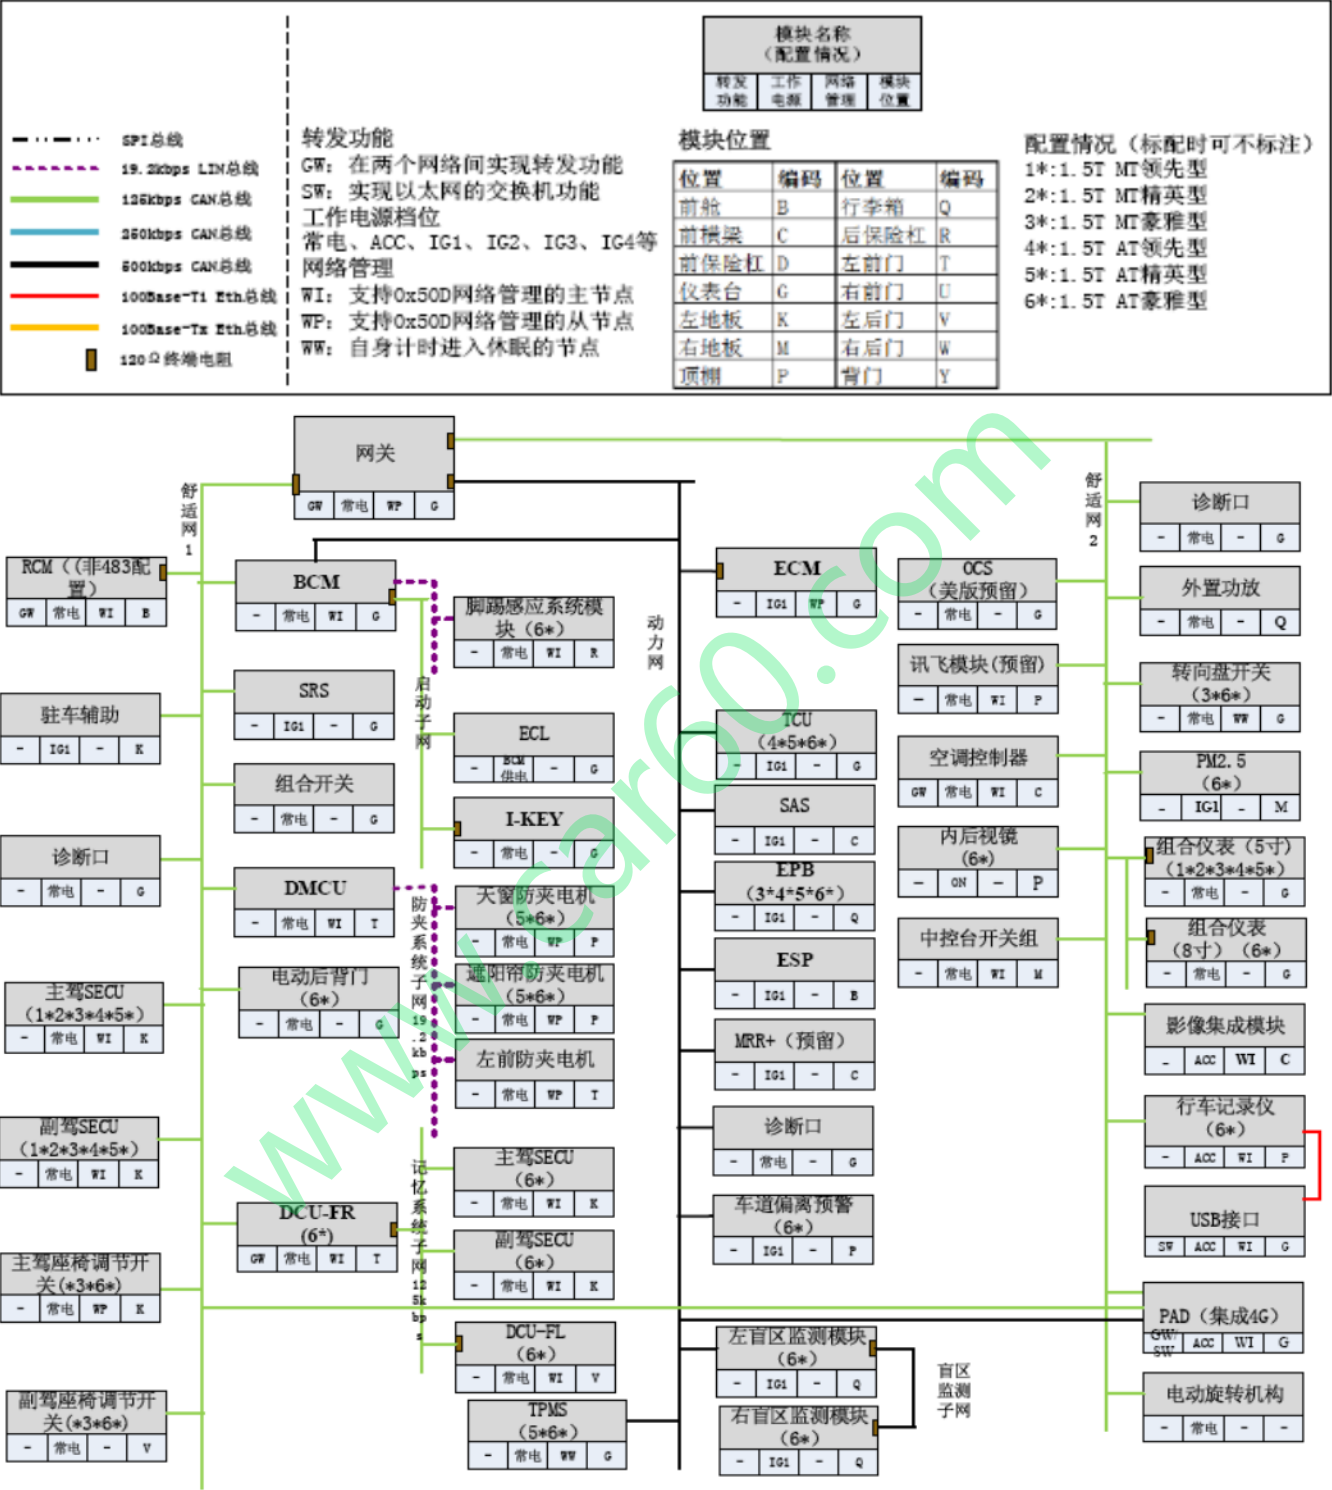 模块名称
(配置情况)
转发功能
工作电源
网络管理
模块位置
SPI总线
19.2kbps LIN总线
125kbps CAN总线
250kbps CAN总线
500kbps CAN总线
100Base-T1 Eth总线
100Base-Tx Eth总线
120Ω终端电阻
转发功能
GW: 在两个网络间实现转发功能
SW: 实现以太网的交换机功能
工作电源档位
常电、ACC、IG1、IG2、IG3、IG4等
网络管理
WI: 支持0x50D网络管理的主节点
WP: 支持0x50D网络管理的从节点
WW: 自身计时进入休眠的节点
模块位置
位置 编码 位置 编码
前舱 B 行李箱 Q
前横梁 C 后保险杠 R
前保险杠 D 左前门 T
仪表台 G 右前门 U
左地板 K 左后门 V
右地板 M 右后门 W
顶棚 P 背门 Y
配置情况（标配时可不标注）
1*:1.5T MT领先型
2*:1.5T MT精英型
3*:1.5T MT豪雅型
4*:1.5T AT领先型
5*:1.5T AT精英型
6*:1.5T AT豪雅型
网关
GW 常电 WP G
舒适网1
RCM（(非483配
置）
GW 常电 WI B
驻车辅助
- IG1 - K
诊断口
- 常电 - G
主驾SECU
(1*2*3*4*5*)
- 常电 WI K
副驾SECU
(1*2*3*4*5*)
- 常电 WI K
主驾座椅调节开
关(*3*6*)
- 常电 WP K
副驾座椅调节开
关(*3*6*)
- 常电 - V
BCM
- 常电 WI G
SRS
- IG1 - G
组合开关
- 常电 - G
DMCU
- 常电 WI T
电动后背门
(6*)
- 常电 - G
DCU-FR
(6*)
GW 常电 WI T
启动子网
防夹系统子网19.2kbps
记忆系统子网125kbps
脚踢感应系统模
块（6*）
- 常电 WI R
ECL
- BCM供电 - G
I-KEY
- 常电 - G
天窗防夹电机
(5*6*)
- 常电 WP P
遮阳帘防夹电机
(5*6*)
- 常电 WP P
左前防夹电机
- 常电 WP T
主驾SECU
(6*)
- 常电 WI K
副驾SECU
(6*)
- 常电 WI K
DCU-FL
(6*)
- 常电 WI V
TPMS
(5*6*)
- 常电 WW G
动力网
ECM
- IG1 WP G
TCU
(4*5*6*)
- IG1 - G
SAS
- IG1 - C
EPB
(3*4*5*6*)
- IG1 - Q
ESP
- IG1 - B
MRR+（预留）
- IG1 - C
诊断口
- 常电 - G
车道偏离预警
(6*)
- IG1 - P
左盲区监测模块
(6*)
- IG1 - Q
右盲区监测模块
(6*)
- IG1 - Q
盲区
监测
子网
OCS
(美版预留)
- 常电 - G
讯飞模块(预留)
- 常电 WI P
空调控制器
GW 常电 WI C
内后视镜
(6*)
- ON - P
中控台开关组
- 常电 WI M
舒适网2
诊断口
- 常电 - G
外置功放
- 常电 - Q
转向盘开关
(3*6*)
- 常电 WW G
PM2.5
(6*)
- IG1 - M
组合仪表（5寸）
(1*2*3*4*5*)
- 常电 - G
组合仪表
（8寸）（6*）
- 常电 - G
影像集成模块
- ACC WI C
行车记录仪
(6*)
- ACC WI P
USB接口
SW ACC WI G
PAD（集成4G）
GW/SW ACC WI G
电动旋转机构
- 常电 - -
www.car60.com